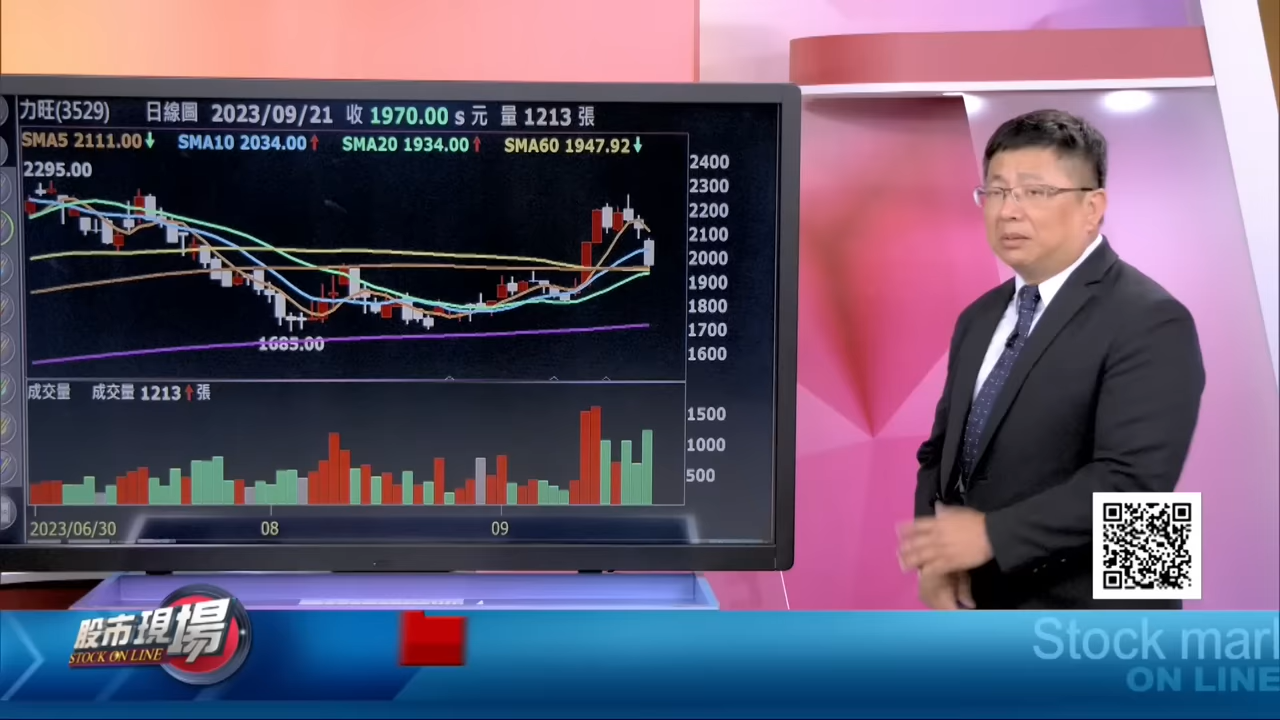 力旺(3529) 日線圖 2023/09/21 收 1970.00 s 元 量 1213 張
SMA5 2111.00↓ SMA10 2034.00↑ SMA20 1934.00↑ SMA60 1947.92↓
2295.00
2400
2300
2200
2100
2000
1900
1800
1700
1600
1685.00
成交量 成交量 1213↑張
1500
1000
500
2023/06/30 08 09
股市現場
STOCK ON LINE
Stock marl
ON LINE